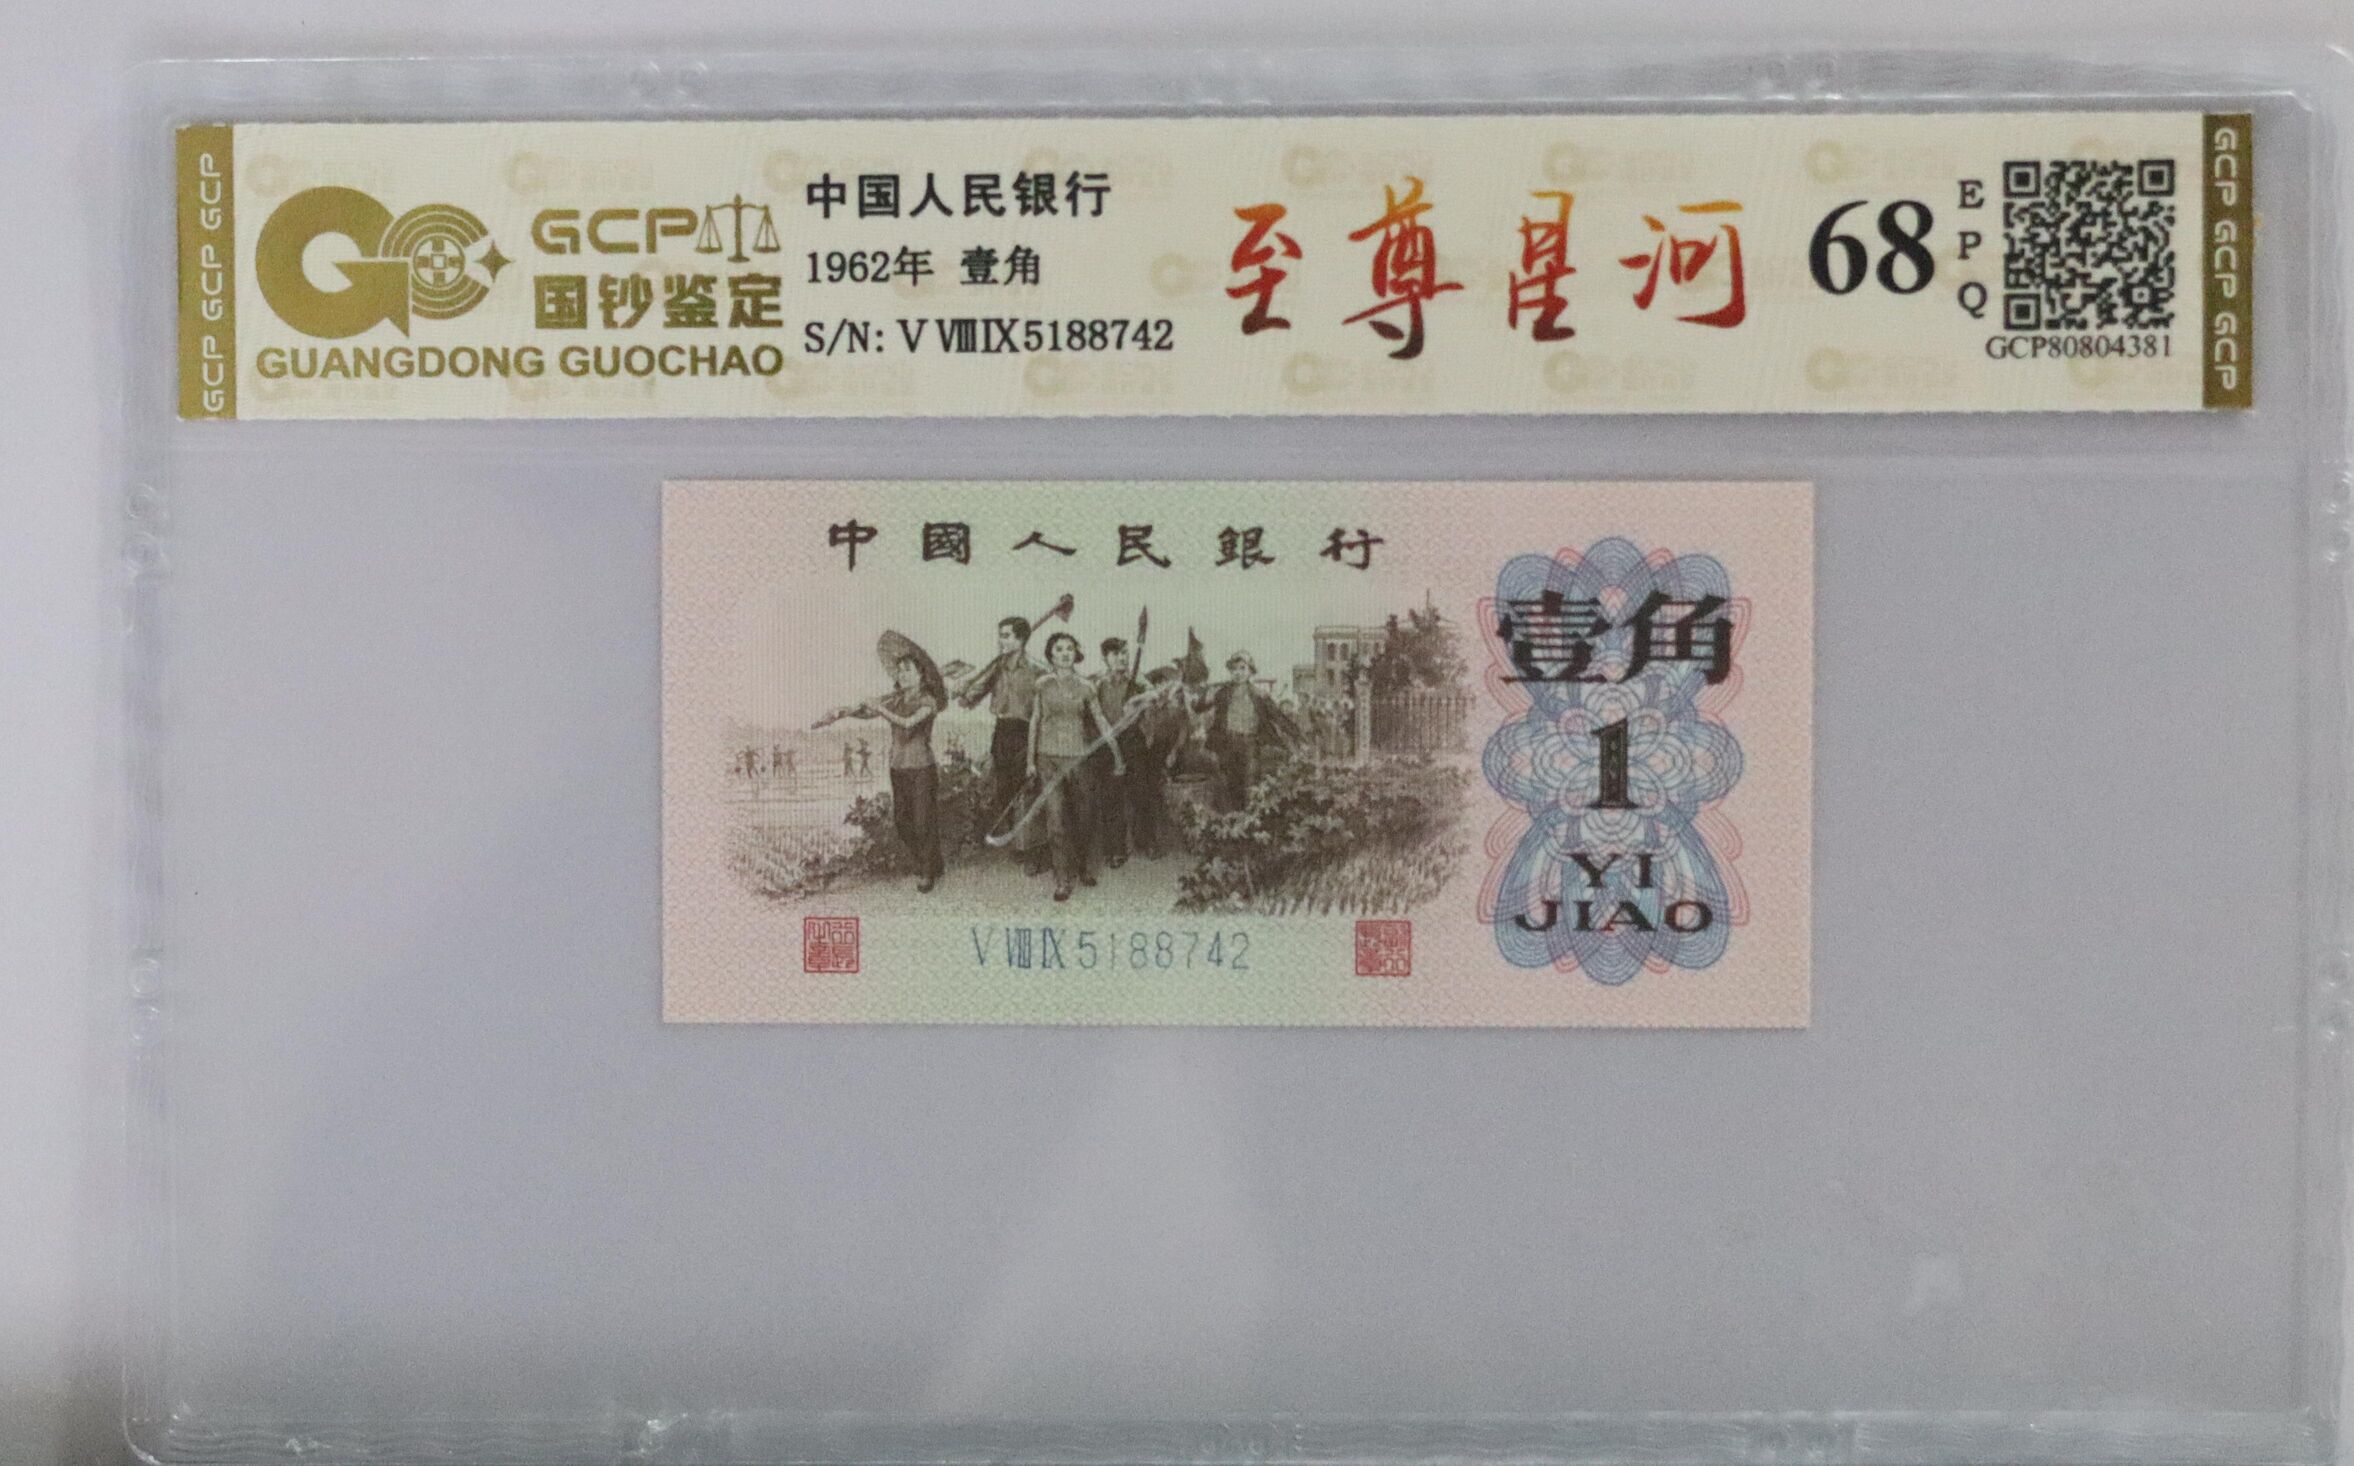 GCP GCP GCP
GCP
国钞鉴定
GUANGDONG GUOCHAO
中国人民银行
1962年 壹角
S/N: V VIII IX 5188742
至尊星河
68
E
P
Q
GCP80804381
GCP GCP GCP
中國人民銀行
壹角
1
YI
JIAO
V VIII IX 5188742